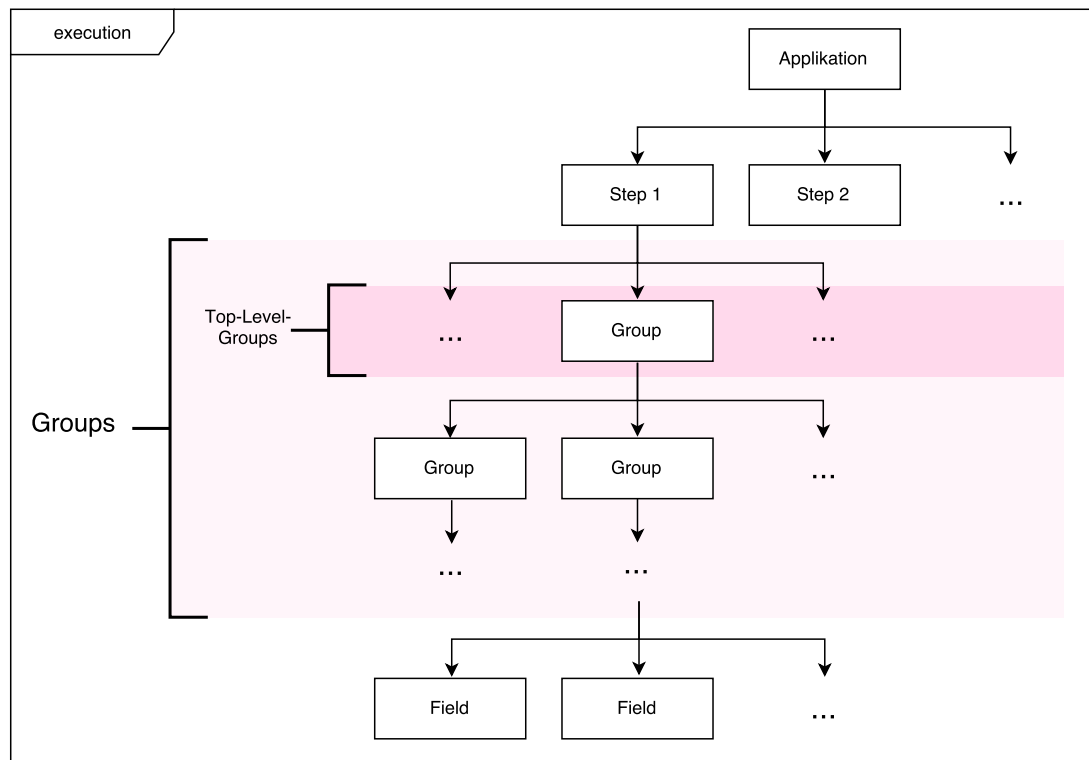 execution
Applikation
Step 1
Step 2
...
Top-Level-
Groups
...
Group
...
Groups
Group
Group
...
...
...
Field
Field
...